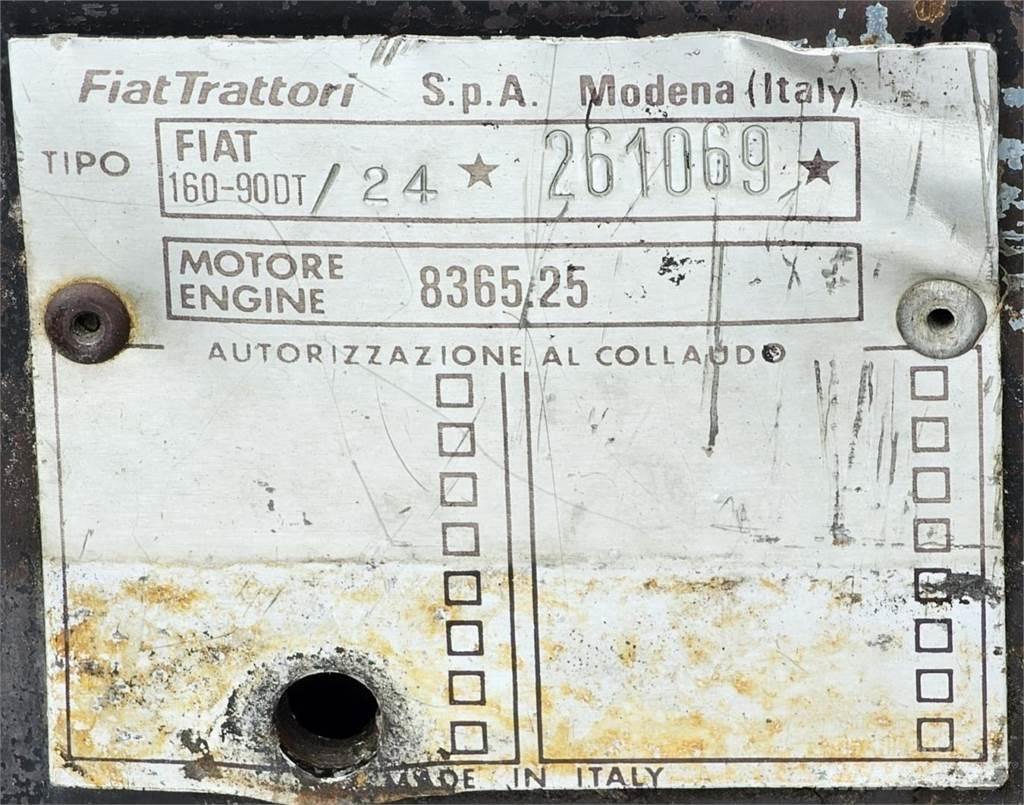 FiatTrattori S.p.A. Modena (Italy)
TIPO FIAT
160-90DT / 24 ★ 261069 ★
MOTORE
ENGINE 8365.25
AUTORIZZAZIONE AL COLLAUDO
MADE IN ITALY